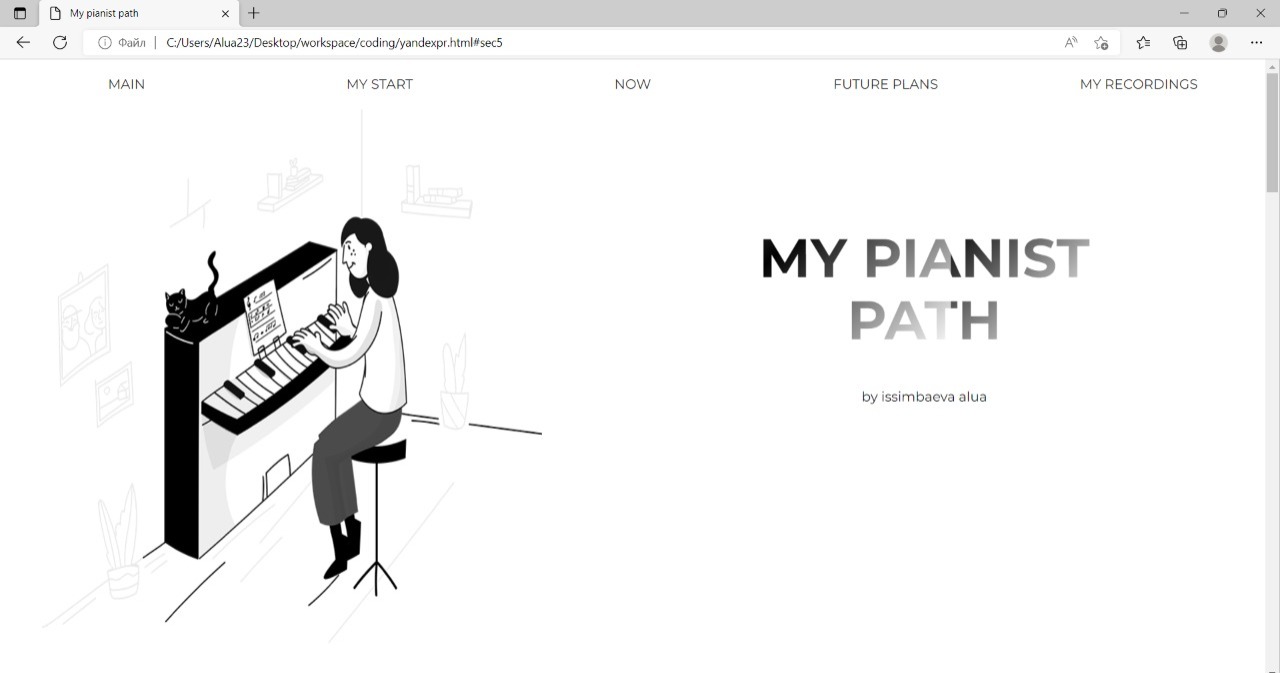 My pianist path
Файл
C:/Users/Alua23/Desktop/workspace/coding/yandexpr.html#sec5
MAIN MY START NOW FUTURE PLANS MY RECORDINGS
MY PIANIST
PATH
by issimbaeva alua